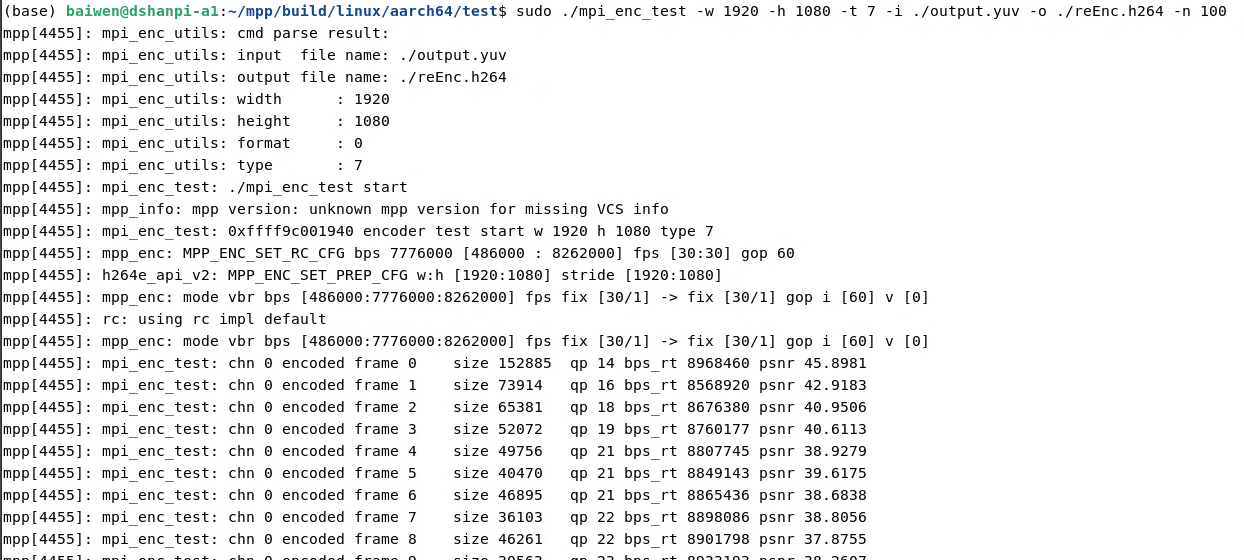 (base) baiwen@dshanpi-a1:~/mpp/build/linux/aarch64/test$ sudo ./mpi_enc_test -w 1920 -h 1080 -t 7 -i ./output.yuv -o ./reEnc.h264 -n 100
mpp[4455]: mpi_enc_utils: cmd parse result:
mpp[4455]: mpi_enc_utils: input  file name: ./output.yuv
mpp[4455]: mpi_enc_utils: output file name: ./reEnc.h264
mpp[4455]: mpi_enc_utils: width      : 1920
mpp[4455]: mpi_enc_utils: height     : 1080
mpp[4455]: mpi_enc_utils: format     : 0
mpp[4455]: mpi_enc_utils: type       : 7
mpp[4455]: mpi_enc_test: ./mpi_enc_test start
mpp[4455]: mpp_info: mpp version: unknown mpp version for missing VCS info
mpp[4455]: mpi_enc_test: 0xffff9c001940 encoder test start w 1920 h 1080 type 7
mpp[4455]: mpp_enc: MPP_ENC_SET_RC_CFG bps 7776000 [486000 : 8262000] fps [30:30] gop 60
mpp[4455]: h264e_api_v2: MPP_ENC_SET_PREP_CFG w:h [1920:1080] stride [1920:1080]
mpp[4455]: mpp_enc: mode vbr bps [486000:7776000:8262000] fps fix [30/1] -> fix [30/1] gop i [60] v [0]
mpp[4455]: rc: using rc impl default
mpp[4455]: mpp_enc: mode vbr bps [486000:7776000:8262000] fps fix [30/1] -> fix [30/1] gop i [60] v [0]
mpp[4455]: mpi_enc_test: chn 0 encoded frame 0    size 152885  qp 14 bps_rt 8968460 psnr 45.8981
mpp[4455]: mpi_enc_test: chn 0 encoded frame 1    size 73914   qp 16 bps_rt 8568920 psnr 42.9183
mpp[4455]: mpi_enc_test: chn 0 encoded frame 2    size 65381   qp 18 bps_rt 8676380 psnr 40.9506
mpp[4455]: mpi_enc_test: chn 0 encoded frame 3    size 52072   qp 19 bps_rt 8760177 psnr 40.6113
mpp[4455]: mpi_enc_test: chn 0 encoded frame 4    size 49756   qp 21 bps_rt 8807745 psnr 38.9279
mpp[4455]: mpi_enc_test: chn 0 encoded frame 5    size 40470   qp 21 bps_rt 8849143 psnr 39.6175
mpp[4455]: mpi_enc_test: chn 0 encoded frame 6    size 46895   qp 21 bps_rt 8865436 psnr 38.6838
mpp[4455]: mpi_enc_test: chn 0 encoded frame 7    size 36103   qp 22 bps_rt 8898086 psnr 38.8056
mpp[4455]: mpi_enc_test: chn 0 encoded frame 8    size 46261   qp 22 bps_rt 8901798 psnr 37.8755
mpp[4455]: mpi_enc_test: chn 0 encoded frame